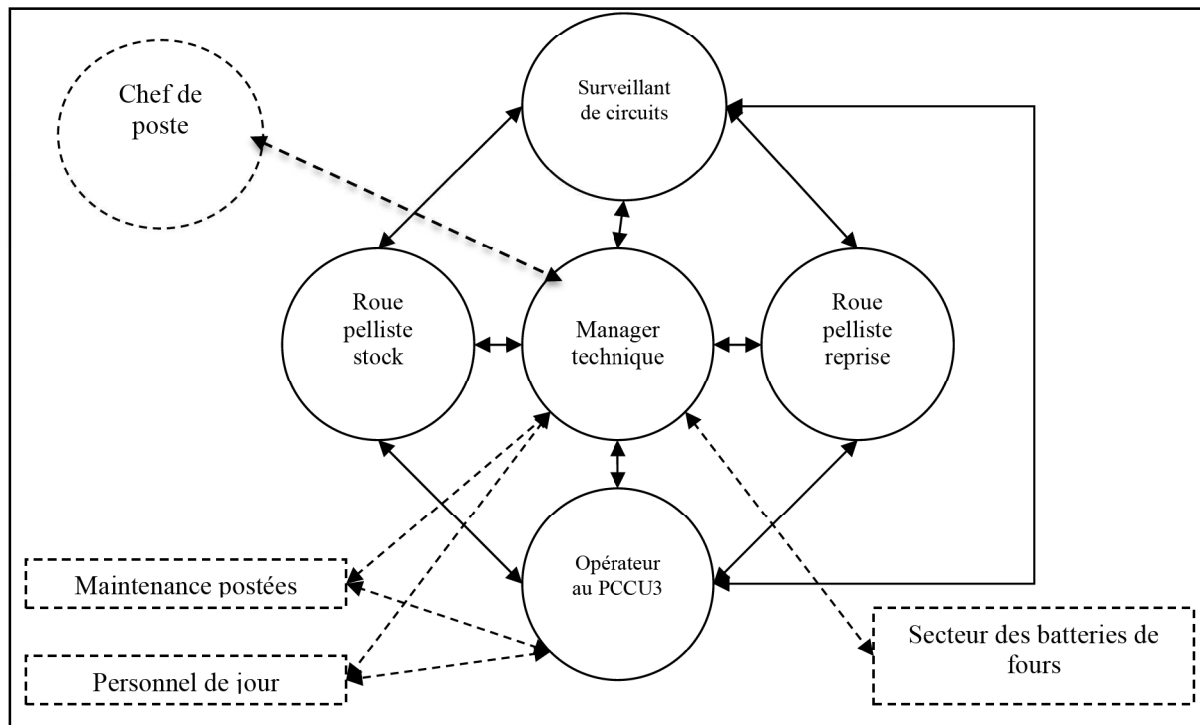 Surveillant
de circuits
Chef de
poste
Roue
pelliste
stock
Manager
technique
Roue
pelliste
reprise
Opérateur
au PCCU3
Maintenance postées
Secteur des batteries de
fours
Personnel de jour